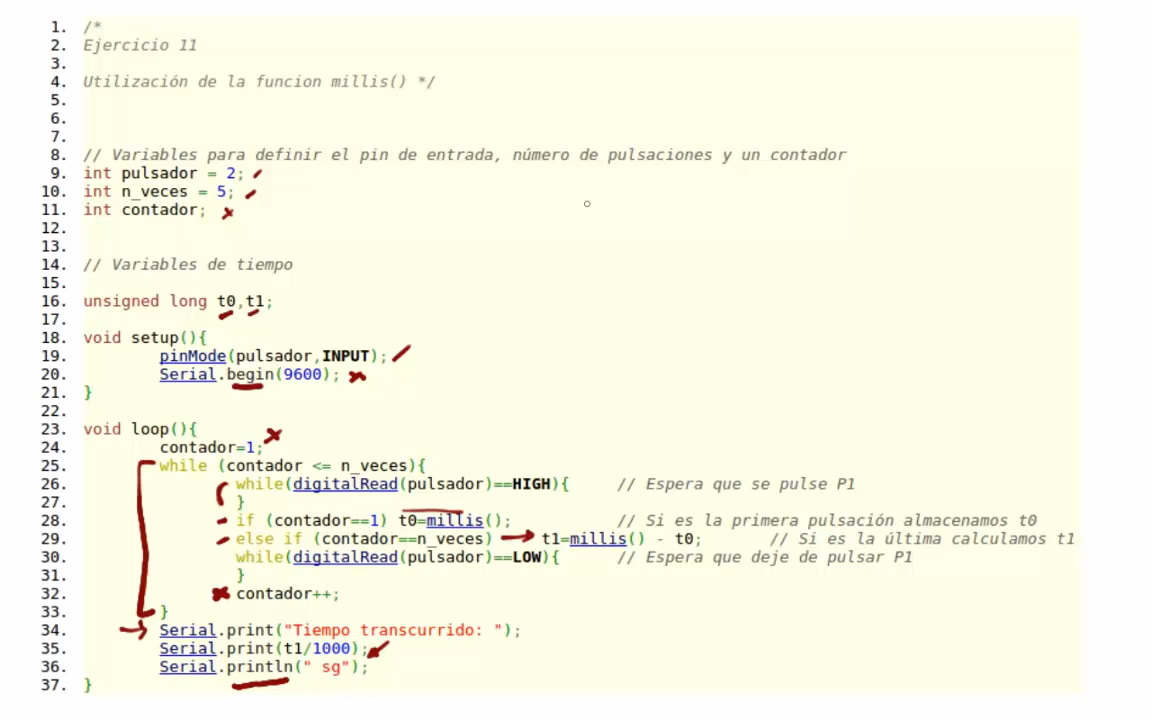 1. /*
2. Ejercicio 11
3.
4. Utilización de la funcion millis() */
5.
6.
7.
8. // Variables para definir el pin de entrada, número de pulsaciones y un contador
9. int pulsador = 2;
10. int n_veces = 5;
11. int contador;
12.
13.
14. // Variables de tiempo
15.
16. unsigned long t0,t1;
17.
18. void setup(){
19. pinMode(pulsador,INPUT);
20. Serial.begin(9600);
21. }
22.
23. void loop(){
24. contador=1;
25. while (contador <= n_veces){
26. while(digitalRead(pulsador)==HIGH){ // Espera que se pulse P1
27. }
28. if (contador==1) t0=millis(); // Si es la primera pulsación almacenamos t0
29. else if (contador==n_veces) t1=millis() - t0; // Si es la última calculamos t1
30. while(digitalRead(pulsador)==LOW){ // Espera que deje de pulsar P1
31. }
32. contador++;
33. }
34. Serial.print("Tiempo transcurrido: ");
35. Serial.print(t1/1000);
36. Serial.println(" sg");
37. }